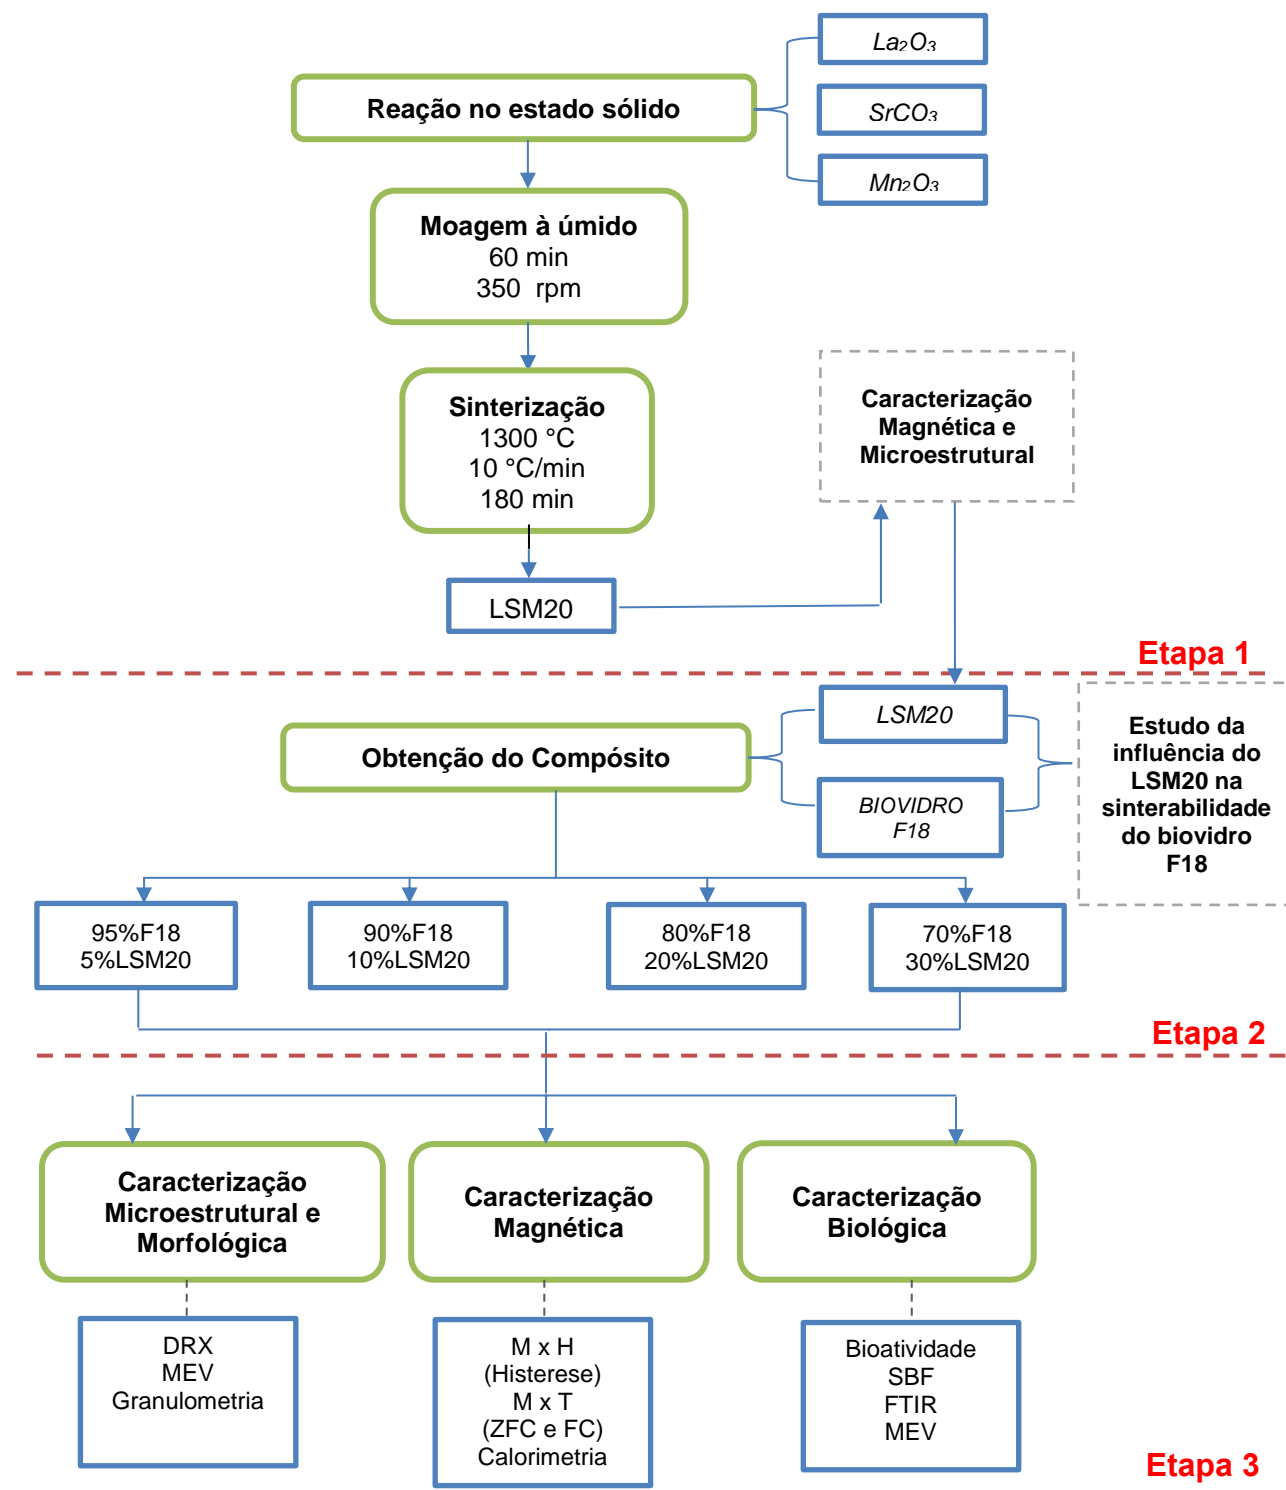 La₂O₃
Reação no estado sólido
SrCO₃
Mn₂O₃
Moagem à úmido
60 min
350 rpm
Sinterização
1300 °C
10 °C/min
180 min
Caracterização
Magnética e
Microestrutural
LSM20
Etapa 1
Obtenção do Compósito
LSM20
BIOVIDRO
F18
Estudo da
influência do
LSM20 na
sinterabilidade
do biovidro
F18
95%F18
5%LSM20
90%F18
10%LSM20
80%F18
20%LSM20
70%F18
30%LSM20
Etapa 2
Caracterização
Microestrutural e
Morfológica
Caracterização
Magnética
Caracterização
Biológica
DRX
MEV
Granulometria
M x H
(Histerese)
M x T
(ZFC e FC)
Calorimetria
Bioatividade
SBF
FTIR
MEV
Etapa 3